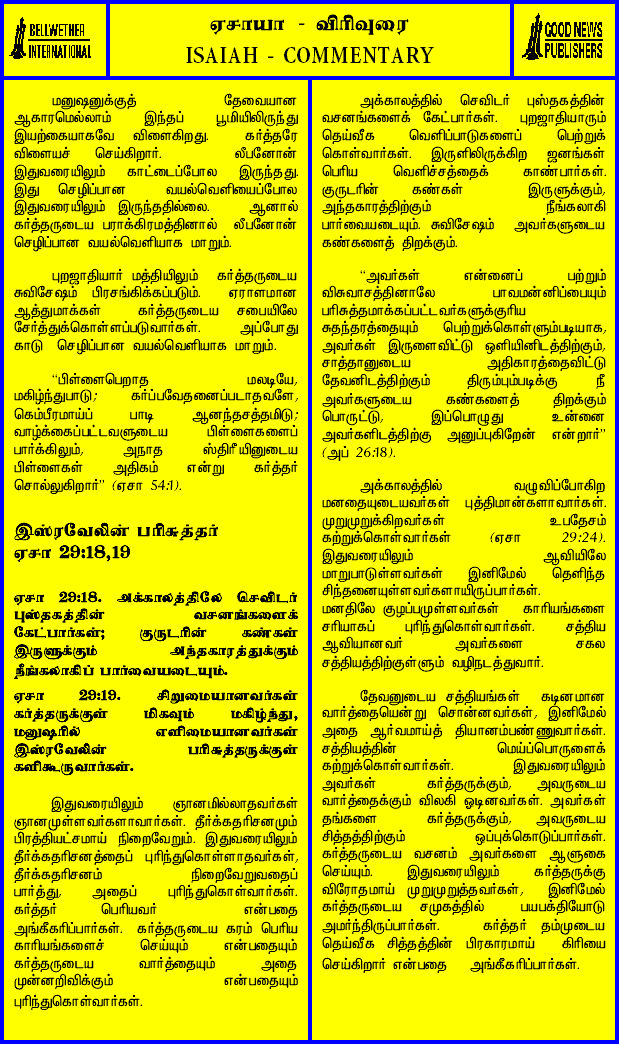 BELLWETHER
INTERNATIONAL
ஏசாயா - விரிவுரை
ISAIAH - COMMENTARY
GOOD NEWS
PUBLISHERS
மனுஷனுக்குத் தேவையான
ஆகாரமெல்லாம் இந்தப் பூமியிலிருந்து
இயற்கையாகவே விளைகிறது. கர்த்தரே
விளையச் செய்கிறார். லீபனோன்
இதுவரையிலும் காட்டைப்போல இருந்தது.
இது செழிப்பான வயல்வெளியைப்போல
இதுவரையிலும் இருந்ததில்லை. ஆனால்
கர்த்தருடைய பராக்கிரமத்தினால் லீபனோன்
செழிப்பான வயல்வெளியாக மாறும்.
புறஜாதியார் மத்தியிலும் கர்த்தருடைய
சுவிசேஷம் பிரசங்கிக்கப்படும். ஏராளமான
ஆத்துமாக்கள் கர்த்தருடைய சபையிலே
சேர்த்துக்கொள்ளப்படுவார்கள். அப்போது
காடு செழிப்பான வயல்வெளியாக மாறும்.
“பிள்ளைபெறாத மலடியே,
மகிழ்ந்துபாடு; கர்ப்பவேதனைப்படாதவளே,
கெம்பீரமாய்ப் பாடி ஆனந்தசத்தமிடு;
வாழ்க்கைப்பட்டவளுடைய பிள்ளைகளைப்
பார்க்கிலும், அநாத ஸ்திரீயினுடைய
பிள்ளைகள் அதிகம் என்று கர்த்தர்
சொல்லுகிறார்” (ஏசா 54:1).
இஸ்ரவேலின் பரிசுத்தர்
ஏசா 29:18,19
ஏசா 29:18. அக்காலத்திலே செவிடர்
புஸ்தகத்தின் வசனங்களைக்
கேட்பார்கள்; குருடரின் கண்கள்
இருளுக்கும் அந்தகாரத்துக்கும்
நீங்கலாகிப் பார்வையடையும்.
ஏசா 29:19. சிறுமையானவர்கள்
கர்த்தருக்குள் மிகவும் மகிழ்ந்து,
மனுஷரில் எளிமையானவர்கள்
இஸ்ரவேலின் பரிசுத்தருக்குள்
களிகூருவார்கள்.
இதுவரையிலும் ஞானமில்லாதவர்கள்
ஞானமுள்ளவர்களாவார்கள். தீர்க்கதரிசனமும்
பிரத்தியட்சமாய் நிறைவேறும். இதுவரையிலும்
தீர்க்கதரிசனத்தைப் புரிந்துகொள்ளாதவர்கள்,
தீர்க்கதரிசனம் நிறைவேறுவதைப்
பார்த்து, அதைப் புரிந்துகொள்வார்கள்.
கர்த்தர் பெரியவர் என்பதை
அங்கீகரிப்பார்கள். கர்த்தருடைய கரம் பெரிய
காரியங்களைச் செய்யும் என்பதையும்
கர்த்தருடைய வார்த்தையும் அதை
முன்னறிவிக்கும் என்பதையும்
புரிந்துகொள்வார்கள்.
அக்காலத்தில் செவிடர் புஸ்தகத்தின்
வசனங்களைக் கேட்பார்கள். புறஜாதியாரும்
தெய்வீக வெளிப்பாடுகளைப் பெற்றுக்
கொள்வார்கள். இருளிலிருக்கிற ஜனங்கள்
பெரிய வெளிச்சத்தைக் காண்பார்கள்.
குருடரின் கண்கள் இருளுக்கும்,
அந்தகாரத்திற்கும் நீங்கலாகி
பார்வையடையும். சுவிசேஷம் அவர்களுடைய
கண்களைத் திறக்கும்.
“அவர்கள் என்னைப் பற்றும்
விசுவாசத்தினாலே பாவமன்னிப்பையும்
பரிசுத்தமாக்கப்பட்டவர்களுக்குரிய
சுதந்தரத்தையும் பெற்றுக்கொள்ளும்படியாக,
அவர்கள் இருளைவிட்டு ஒளியினிடத்திற்கும்,
சாத்தானுடைய அதிகாரத்தைவிட்டு
தேவனிடத்திற்கும் திரும்பும்படிக்கு நீ
அவர்களுடைய கண்களைத் திறக்கும்
பொருட்டு, இப்பொழுது உன்னை
அவர்களிடத்திற்கு அனுப்புகிறேன் என்றார்”
(அப் 26:18).
அக்காலத்தில் வழுவிப்போகிற
மனதையுடையவர்கள் புத்திமான்களாவார்கள்.
முறுமுறுக்கிறவர்கள் உபதேசம்
கற்றுக்கொள்வார்கள் (ஏசா 29:24).
இதுவரையிலும் ஆவியிலே
மாறுபாடுள்ளவர்கள் இனிமேல் தெளிந்த
சிந்தனையுள்ளவர்களாயிருப்பார்கள்.
மனதிலே குழப்பமுள்ளவர்கள் காரியங்களை
சரியாகப் புரிந்துகொள்வார்கள். சத்திய
ஆவியானவர் அவர்களை சகல
சத்தியத்திற்குள்ளும் வழிநடத்துவார்.
தேவனுடைய சத்தியங்கள் கடினமான
வார்த்தையென்று சொன்னவர்கள், இனிமேல்
அதை ஆர்வமாய்த் தியானம்பண்ணுவார்கள்.
சத்தியத்தின் மெய்ப்பொருளைக்
கற்றுக்கொள்வார்கள். இதுவரையிலும்
அவர்கள் கர்த்தருக்கும், அவருடைய
வார்த்தைக்கும் விலகி ஓடினவர்கள். அவர்கள்
தங்களை கர்த்தருக்கும், அவருடைய
சித்தத்திற்கும் ஒப்புக்கொடுப்பார்கள்.
கர்த்தருடைய வசனம் அவர்களை ஆளுகை
செய்யும். இதுவரையிலும் கர்த்தருக்கு
விரோதமாய் முறுமுறுத்தவர்கள், இனிமேல்
கர்த்தருடைய சமுகத்தில் பயபக்தியோடு
அமர்ந்திருப்பார்கள். கர்த்தர் தம்முடைய
தெய்வீக சித்தத்தின் பிரகாரமாய் கிரியை
செய்கிறார் என்பதை அங்கீகரிப்பார்கள்.